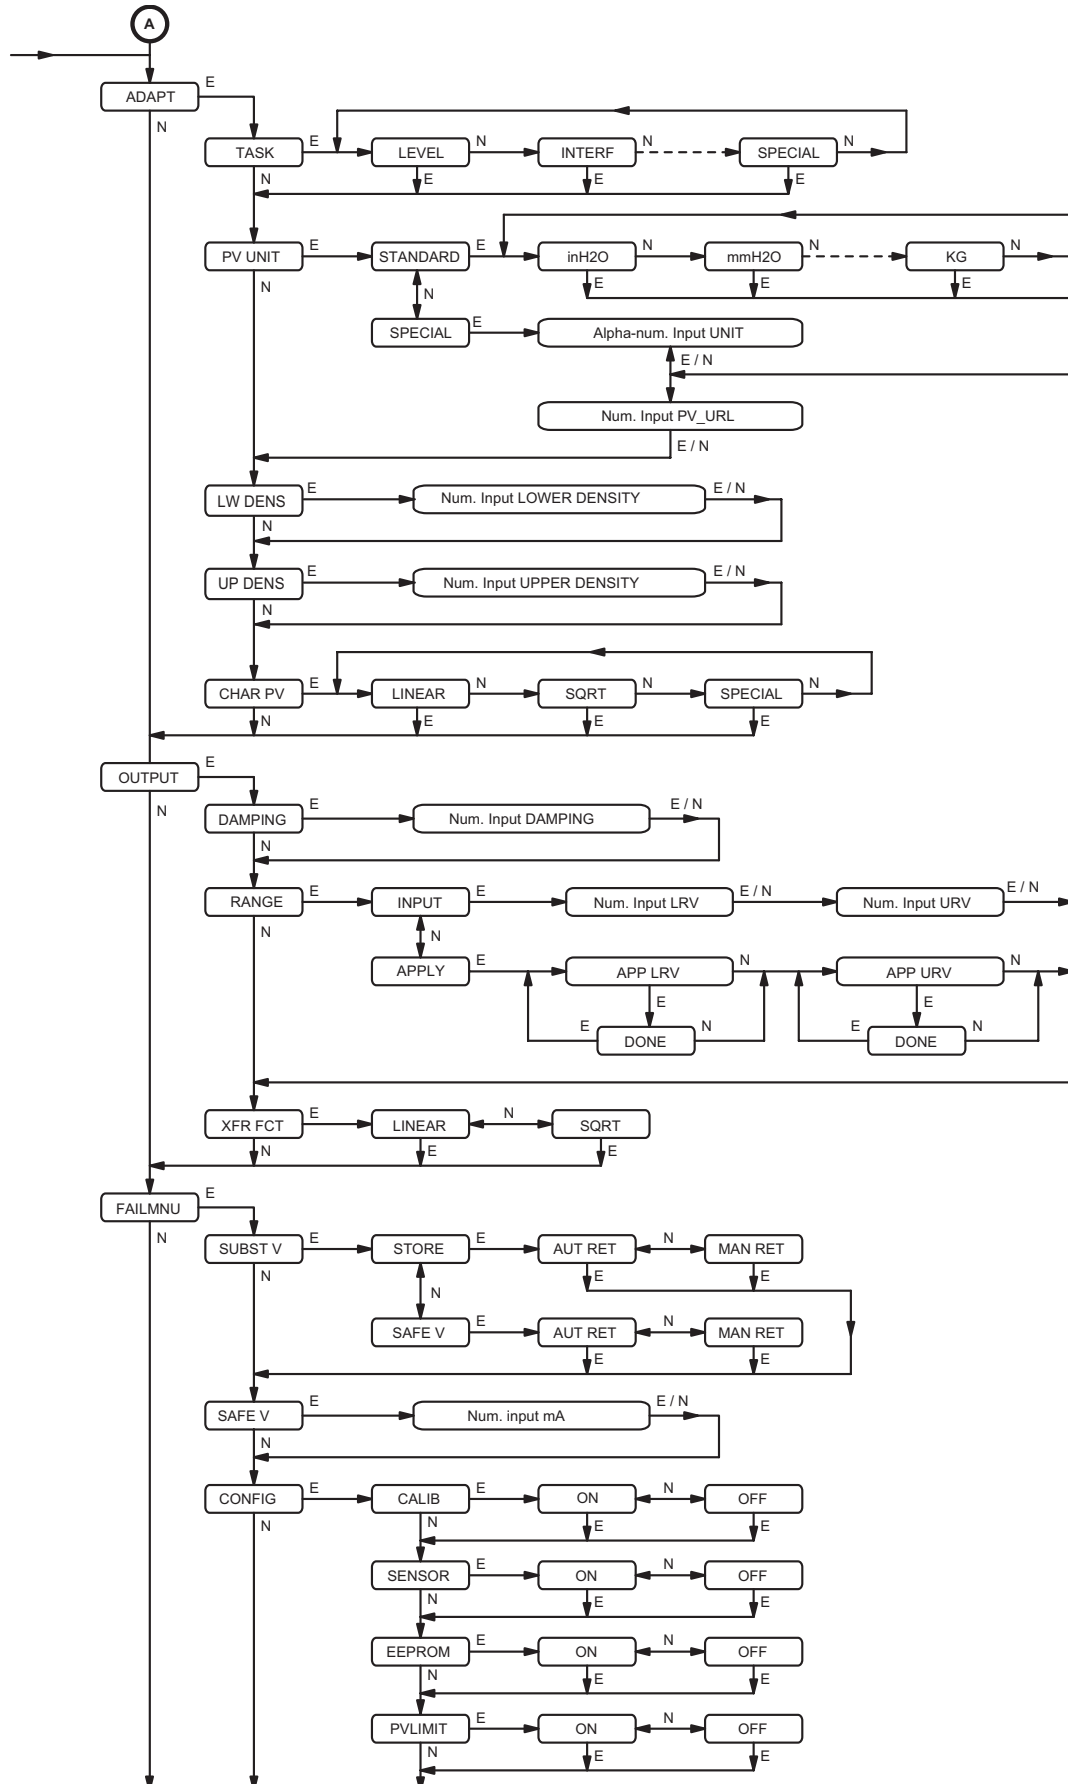 A
ADAPT E
N
TASK E LEVEL N INTERF N SPECIAL N
N E E E
PV UNIT E STANDARD E inH2O N mmH2O N KG N
N N E E E
SPECIAL E Alpha-num. Input UNIT
E / N
Num. Input PV_URL
E / N
LW DENS E Num. Input LOWER DENSITY E / N
N
UP DENS E Num. Input UPPER DENSITY E / N
N
CHAR PV E LINEAR N SQRT N SPECIAL N
N E E E
OUTPUT E
N
DAMPING E Num. Input DAMPING E / N
N
RANGE E INPUT E Num. Input LRV E / N Num. Input URV E / N
N N
APPLY E APP LRV N APP URV N
E E
E DONE N E DONE N
XFR FCT E LINEAR N SQRT
N E E
FAILMNU E
N
SUBST V E STORE E AUT RET N MAN RET
N N E E
SAFE V E AUT RET N MAN RET
E E
SAFE V E Num. input mA E / N
N
CONFIG E CALIB E ON N OFF
N N E E
SENSOR E ON N OFF
N E E
EEPROM E ON N OFF
N E E
PVLIMIT E ON N OFF
N E E